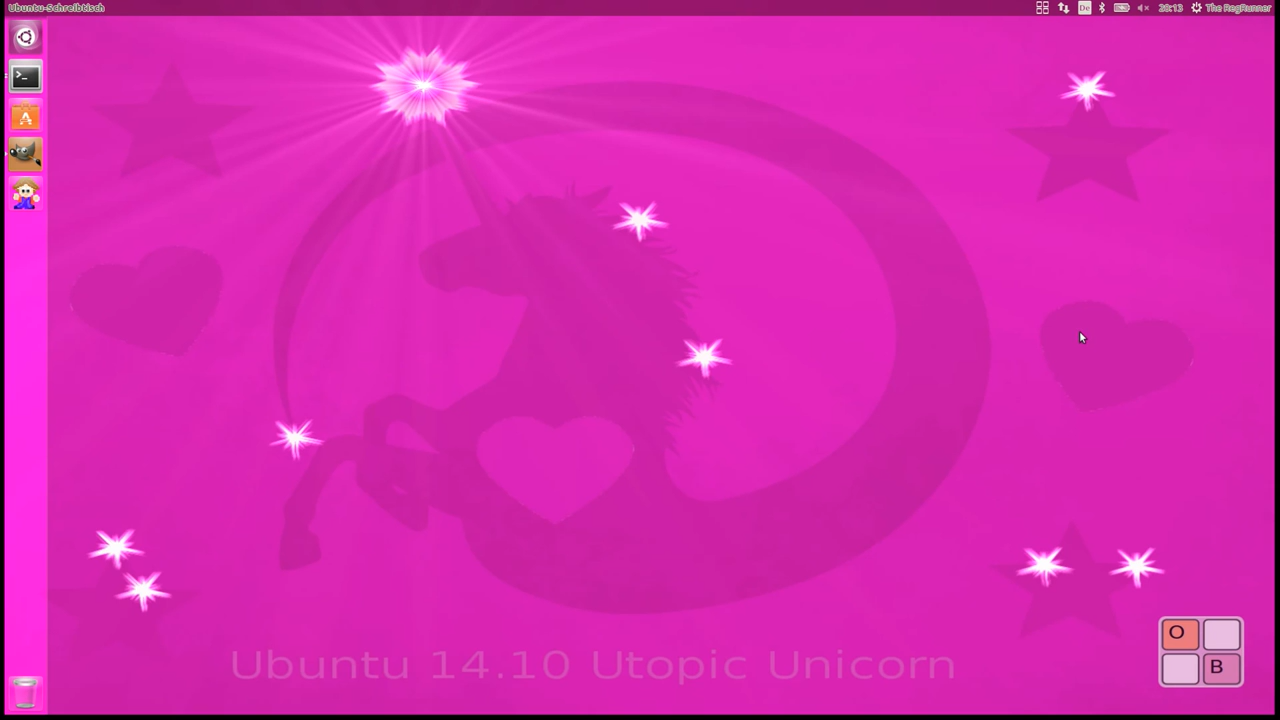 Ubuntu-Schreibtisch
De
20:13
The RegRunner
>_
A
Ubuntu 14.10 Utopic Unicorn
O
B